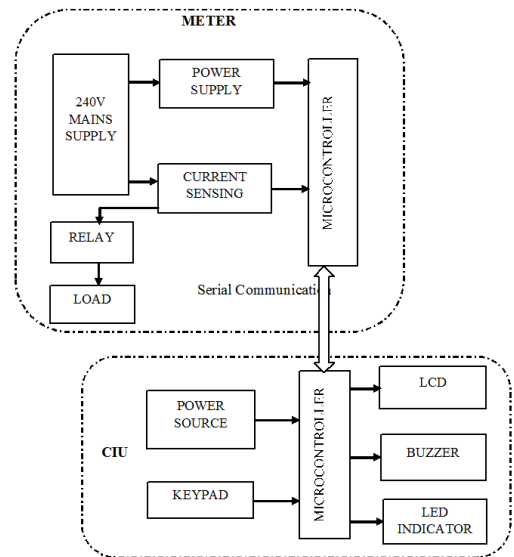 METER
240V
MAINS
SUPPLY
POWER
SUPPLY
CURRENT
SENSING
MICROCONTROLLER
RELAY
LOAD
Serial Communication
CIU
POWER
SOURCE
KEYPAD
MICROCONTROLLER
LCD
BUZZER
LED
INDICATOR